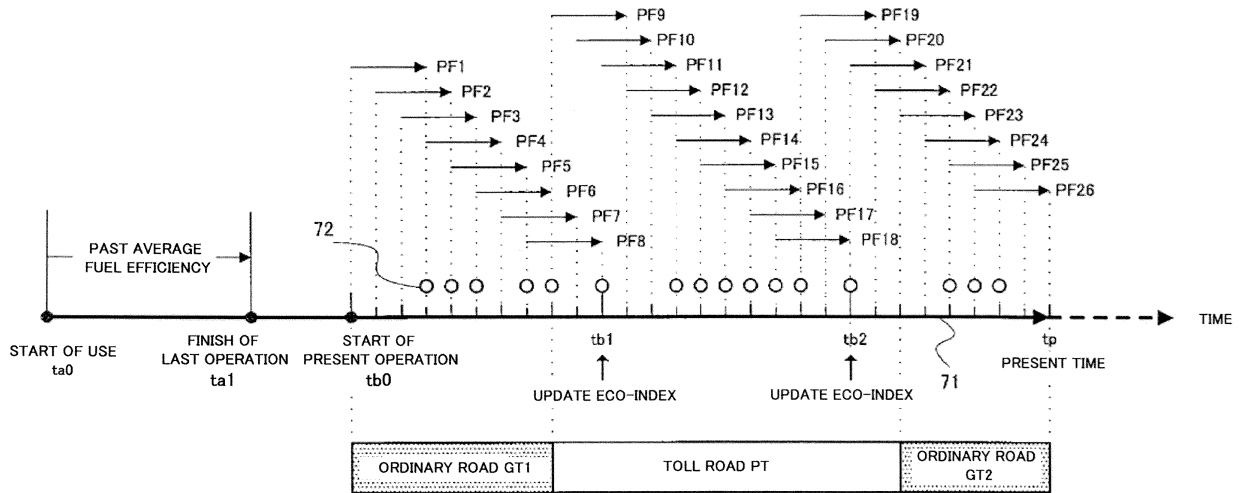 PF9
PF19
PF10
PF20
PF1
PF11
PF21
PF2
PF12
PF22
PF3
PF13
PF23
PF4
PF14
PF24
PF5
PF15
PF25
PF6
PF16
PF26
PF7
PF17
PF8
PF18
72
PAST AVERAGE
FUEL EFFICIENCY
TIME
START OF USE
ta0
FINISH OF
LAST OPERATION
ta1
START OF
PRESENT OPERATION
tb0
tb1
UPDATE ECO-INDEX
tb2
UPDATE ECO-INDEX
71
tp
PRESENT TIME
ORDINARY ROAD GT1
TOLL ROAD PT
ORDINARY ROAD
GT2